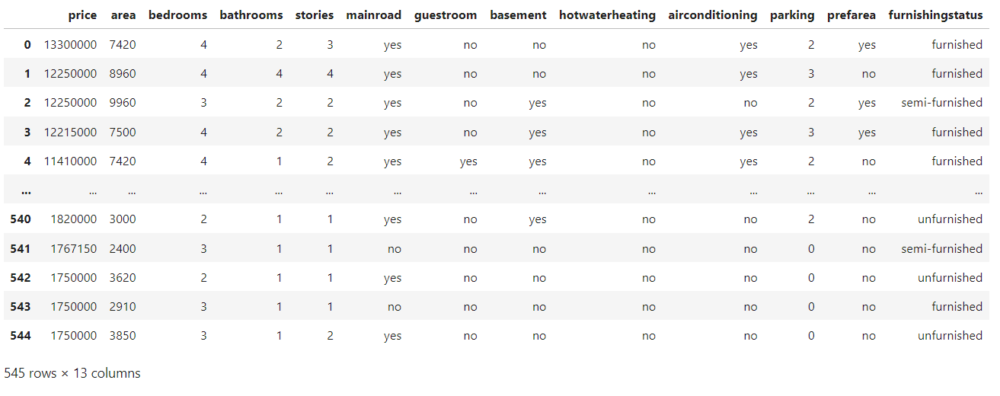 price area bedrooms bathrooms stories mainroad guestroom basement hotwaterheating airconditioning parking prefarea furnishingstatus
0 13300000 7420 4 2 3 yes no no no yes 2 yes furnished
1 12250000 8960 4 4 4 yes no no no yes 3 no furnished
2 12250000 9960 3 2 2 yes no yes no no 2 yes semi-furnished
3 12215000 7500 4 2 2 yes no yes no yes 3 yes furnished
4 11410000 7420 4 1 2 yes yes yes no yes 2 no furnished
... ... ... ... ... ... ... ... ... ... ... ... ... ...
540 1820000 3000 2 1 1 yes no yes no no 2 no unfurnished
541 1767150 2400 3 1 1 no no no no no 0 no semi-furnished
542 1750000 3620 2 1 1 yes no no no no 0 no unfurnished
543 1750000 2910 3 1 1 no no no no no 0 no furnished
544 1750000 3850 3 1 2 yes no no no no 0 no unfurnished
545 rows × 13 columns